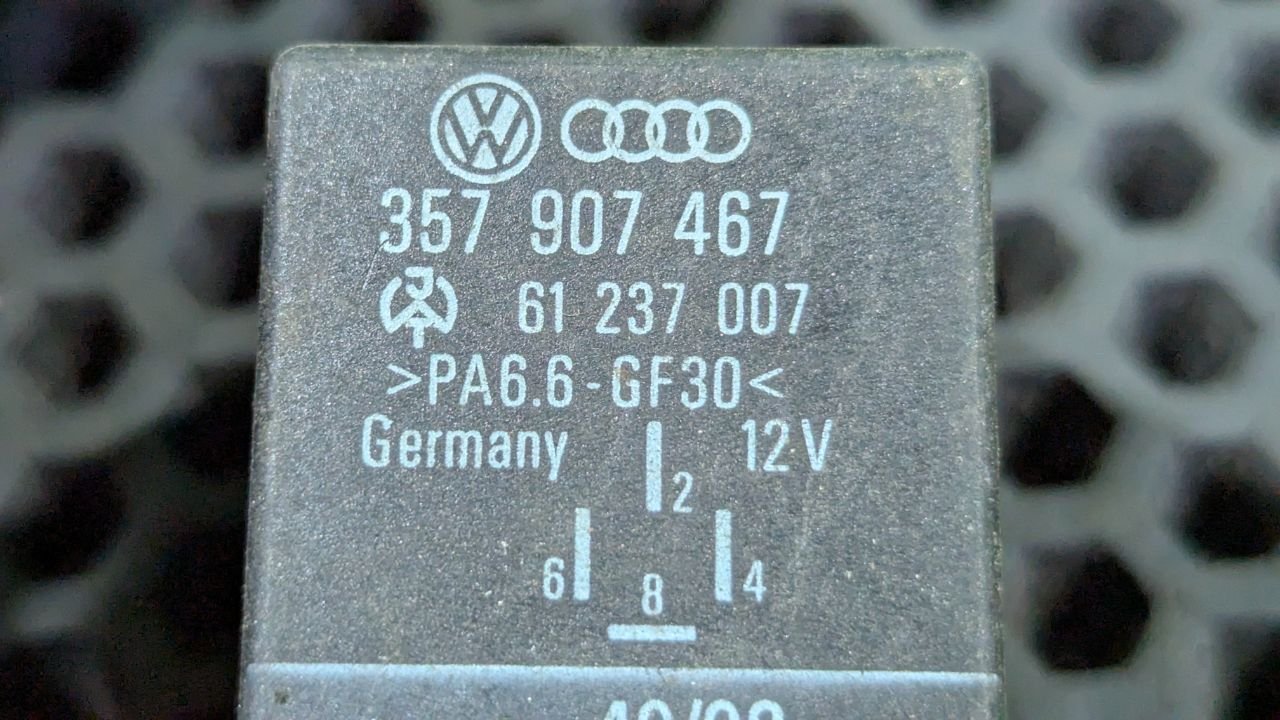 357 907 467
61 237 007
>PA6.6-GF30<
Germany 12V
2
6 8 4